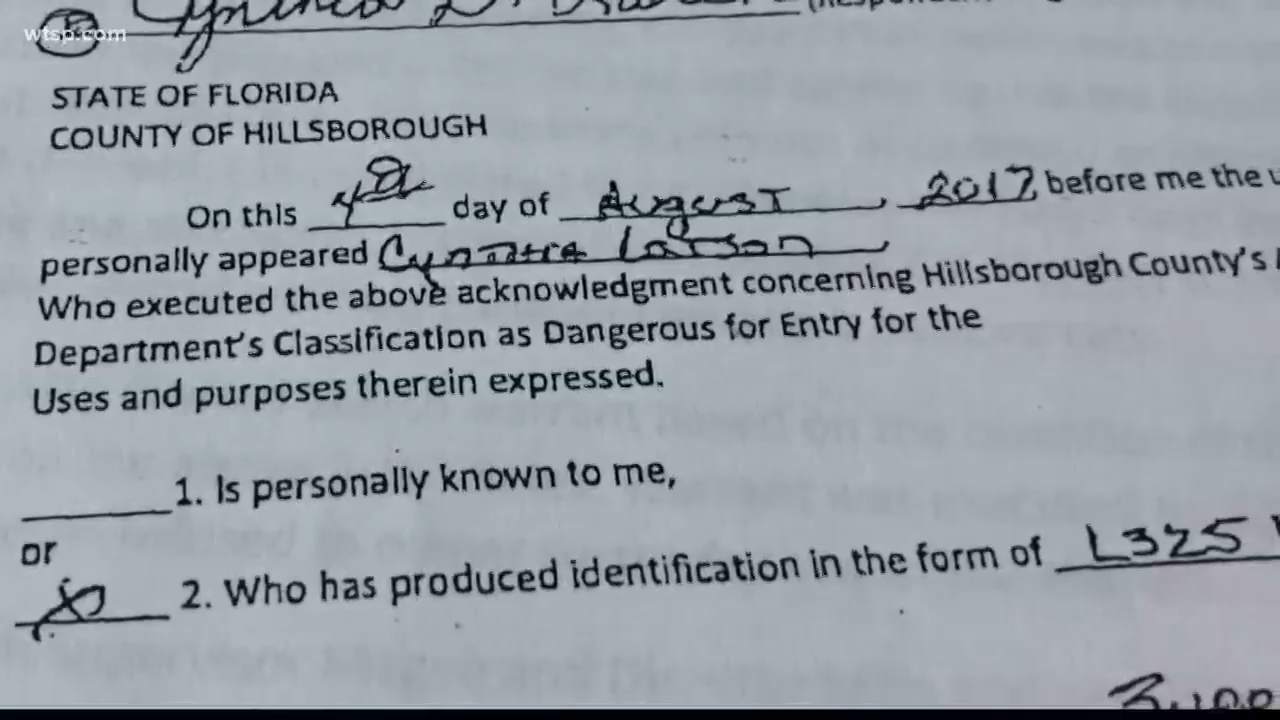 wtsp.com
STATE OF FLORIDA
COUNTY OF HILLSBOROUGH
On this 4th day of August, 2017, before me the u
personally appeared Cynthia Larson
Who executed the above acknowledgment concerning Hillsborough County's
Department's Classification as Dangerous for Entry for the
Uses and purposes therein expressed.
1. Is personally known to me,
or
2. Who has produced identification in the form of L325